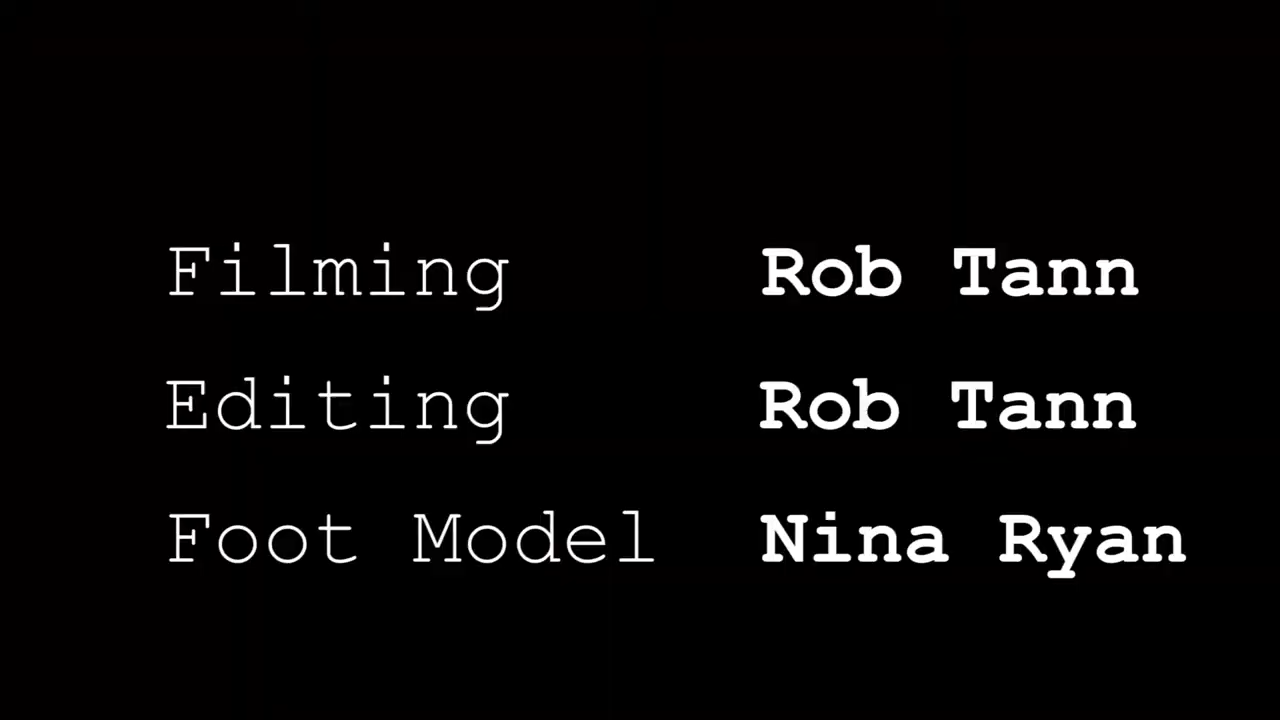 Filming Rob Tann
Editing Rob Tann
Foot Model Nina Ryan